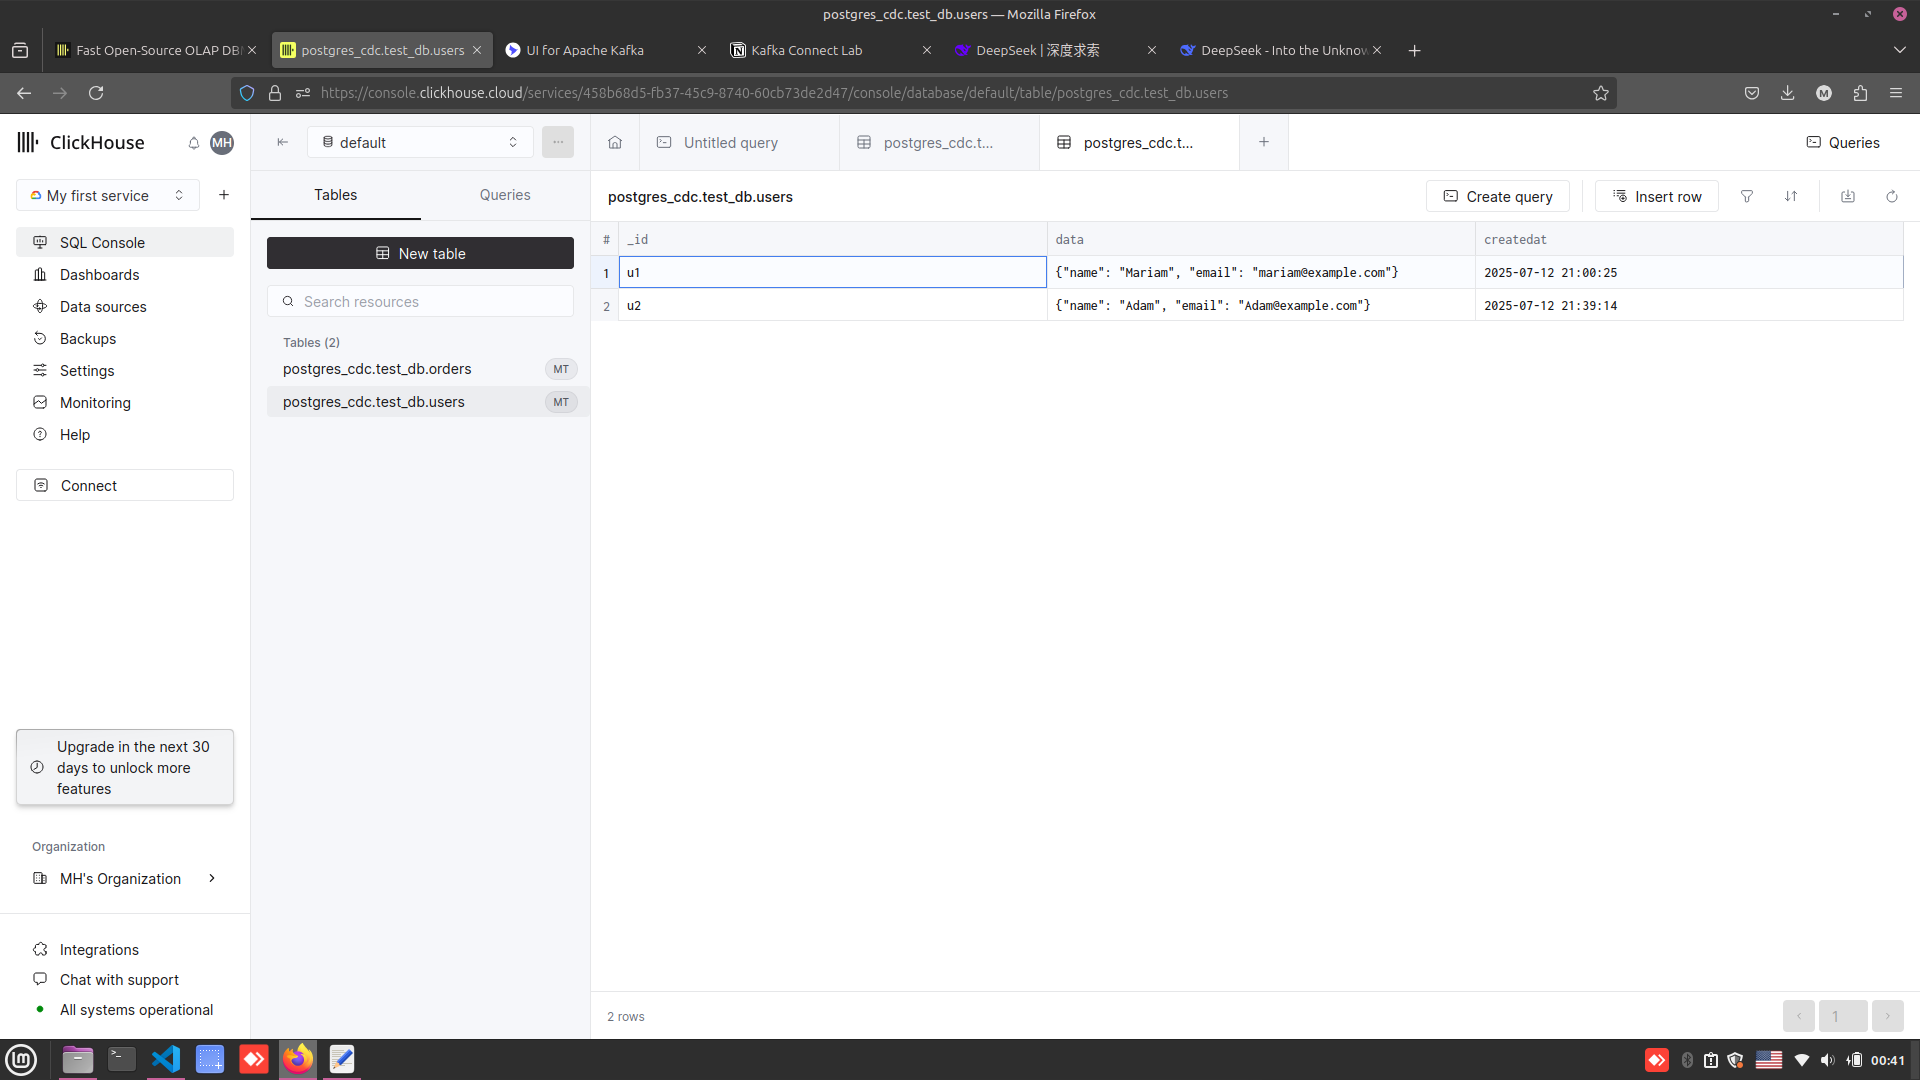 postgres_cdc.test_db.users — Mozilla Firefox
Fast Open-Source OLAP DB
postgres_cdc.test_db.users
UI for Apache Kafka
Kafka Connect Lab
DeepSeek | 深度求索
DeepSeek - Into the Unknow
https://console.clickhouse.cloud/services/458b68d5-fb37-45c9-8740-60cb73de2d47/console/database/default/table/postgres_cdc.test_db.users
M
ClickHouse
MH
My first service
SQL Console
Dashboards
Data sources
Backups
Settings
Monitoring
Help
Connect
Upgrade in the next 30
days to unlock more
features
Organization
MH's Organization
Integrations
Chat with support
All systems operational
default
Tables
Queries
New table
Search resources
Tables (2)
postgres_cdc.test_db.orders
MT
postgres_cdc.test_db.users
MT
Untitled query
postgres_cdc.t...
postgres_cdc.t...
Queries
postgres_cdc.test_db.users
Create query
Insert row
# _id data createdat
1 u1 {"name": "Mariam", "email": "mariam@example.com"} 2025-07-12 21:00:25
2 u2 {"name": "Adam", "email": "Adam@example.com"} 2025-07-12 21:39:14
2 rows
1
00:41